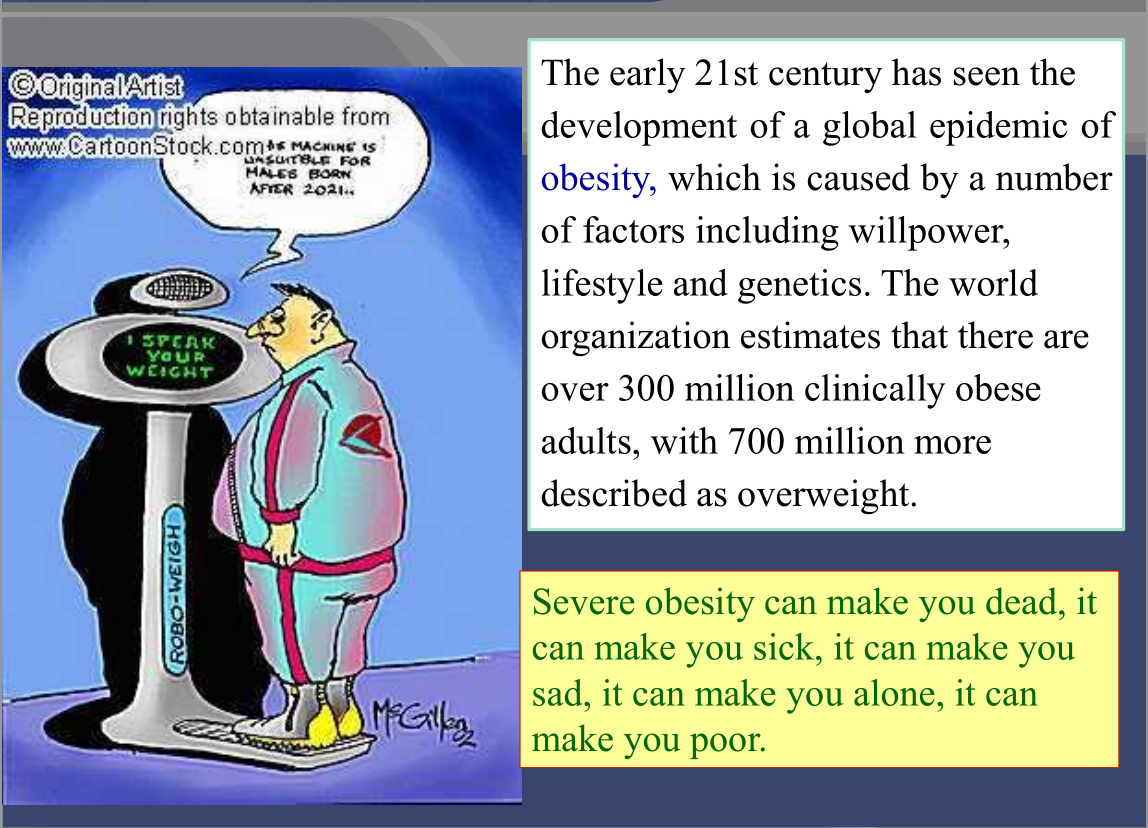 ©Original Artist
Reproduction rights obtainable from
www.CartoonStock.com
MACHINE IS
UNSUITBLE FOR
MALES BORN
AFTER 2021..
I SPEAK
YOUR
WEIGHT
ROBO-WEIGH
McGillen
02
The early 21st century has seen the
development of a global epidemic of
obesity, which is caused by a number
of factors including willpower,
lifestyle and genetics. The world
organization estimates that there are
over 300 million clinically obese
adults, with 700 million more
described as overweight.
Severe obesity can make you dead, it
can make you sick, it can make you
sad, it can make you alone, it can
make you poor.